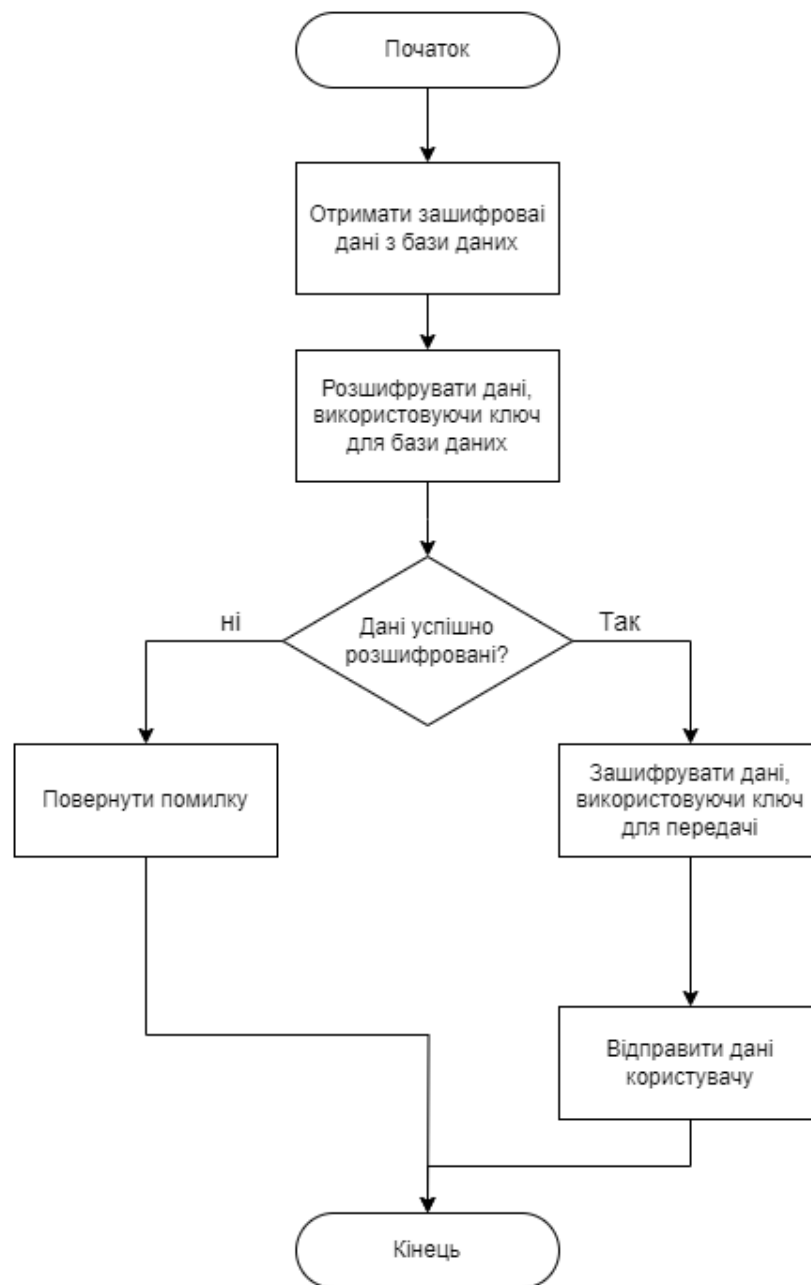 Початок
Отримати зашифроваі
дані з бази даних
Розшифрувати дані,
використовуючи ключ
для бази даних
ні
Так
Дані успішно
розшифровані?
Повернути помилку
Зашифрувати дані,
використовуючи ключ
для передачі
Відправити дані
користувачу
Кінець